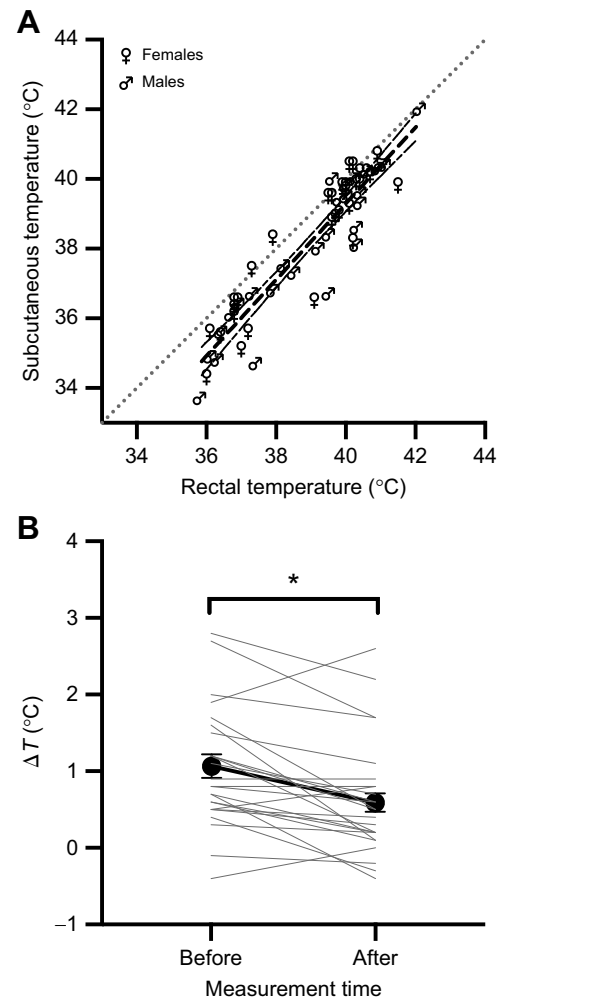 A
44
42
40
38
36
34
Subcutaneous temperature (°C)
♀ Females
♂ Males
34 36 38 40 42 44
Rectal temperature (°C)
B
4
3
2
1
0
–1
ΔT (°C)
*
Before After
Measurement time